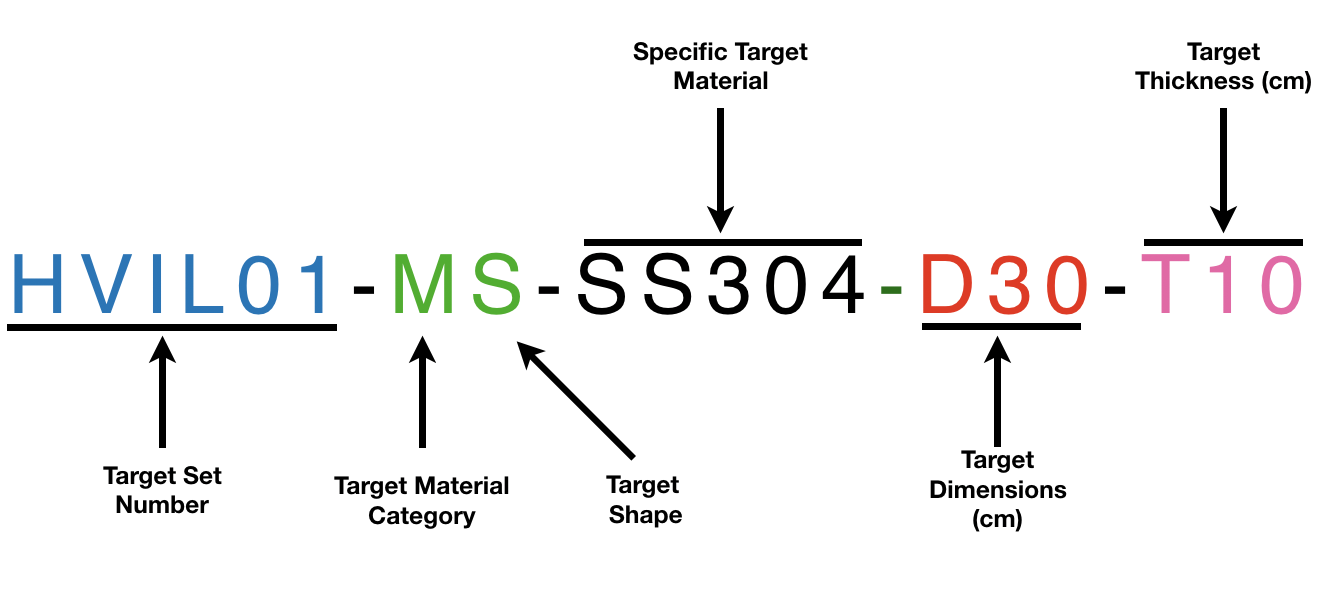 Specific Target
Material
Target
Thickness (cm)
HVIL01-MS-SS304-D30-T10
Target Set
Number
Target Material
Category
Target
Shape
Target
Dimensions
(cm)